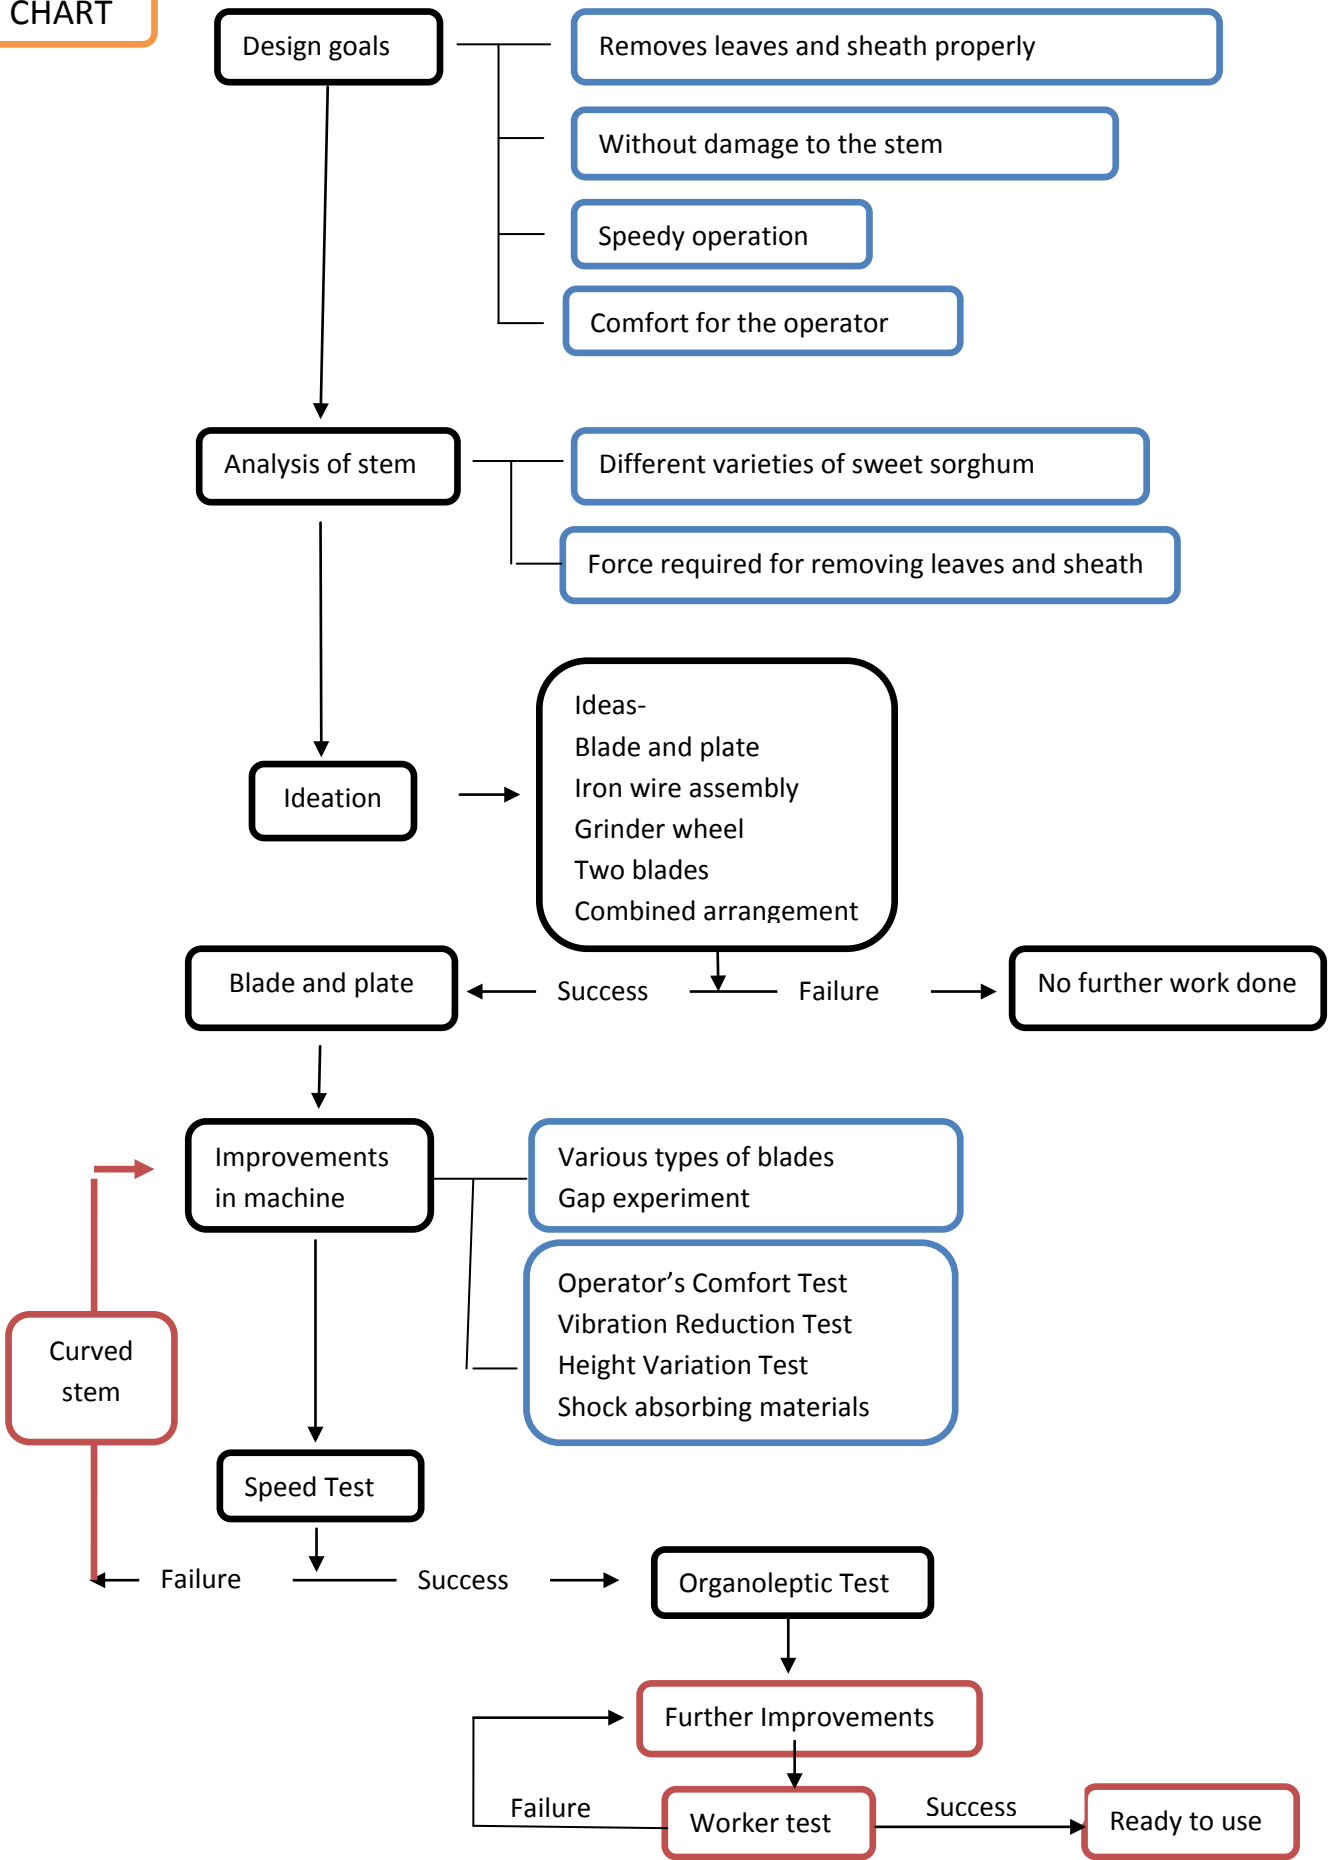 CHART
Design goals
Removes leaves and sheath properly
Without damage to the stem
Speedy operation
Comfort for the operator
Analysis of stem
Different varieties of sweet sorghum
Force required for removing leaves and sheath
Ideation
Ideas-
Blade and plate
Iron wire assembly
Grinder wheel
Two blades
Combined arrangement
Blade and plate
Success
Failure
No further work done
Improvements
in machine
Various types of blades
Gap experiment
Operator’s Comfort Test
Vibration Reduction Test
Height Variation Test
Shock absorbing materials
Curved
stem
Speed Test
Failure
Success
Organoleptic Test
Further Improvements
Failure
Worker test
Success
Ready to use